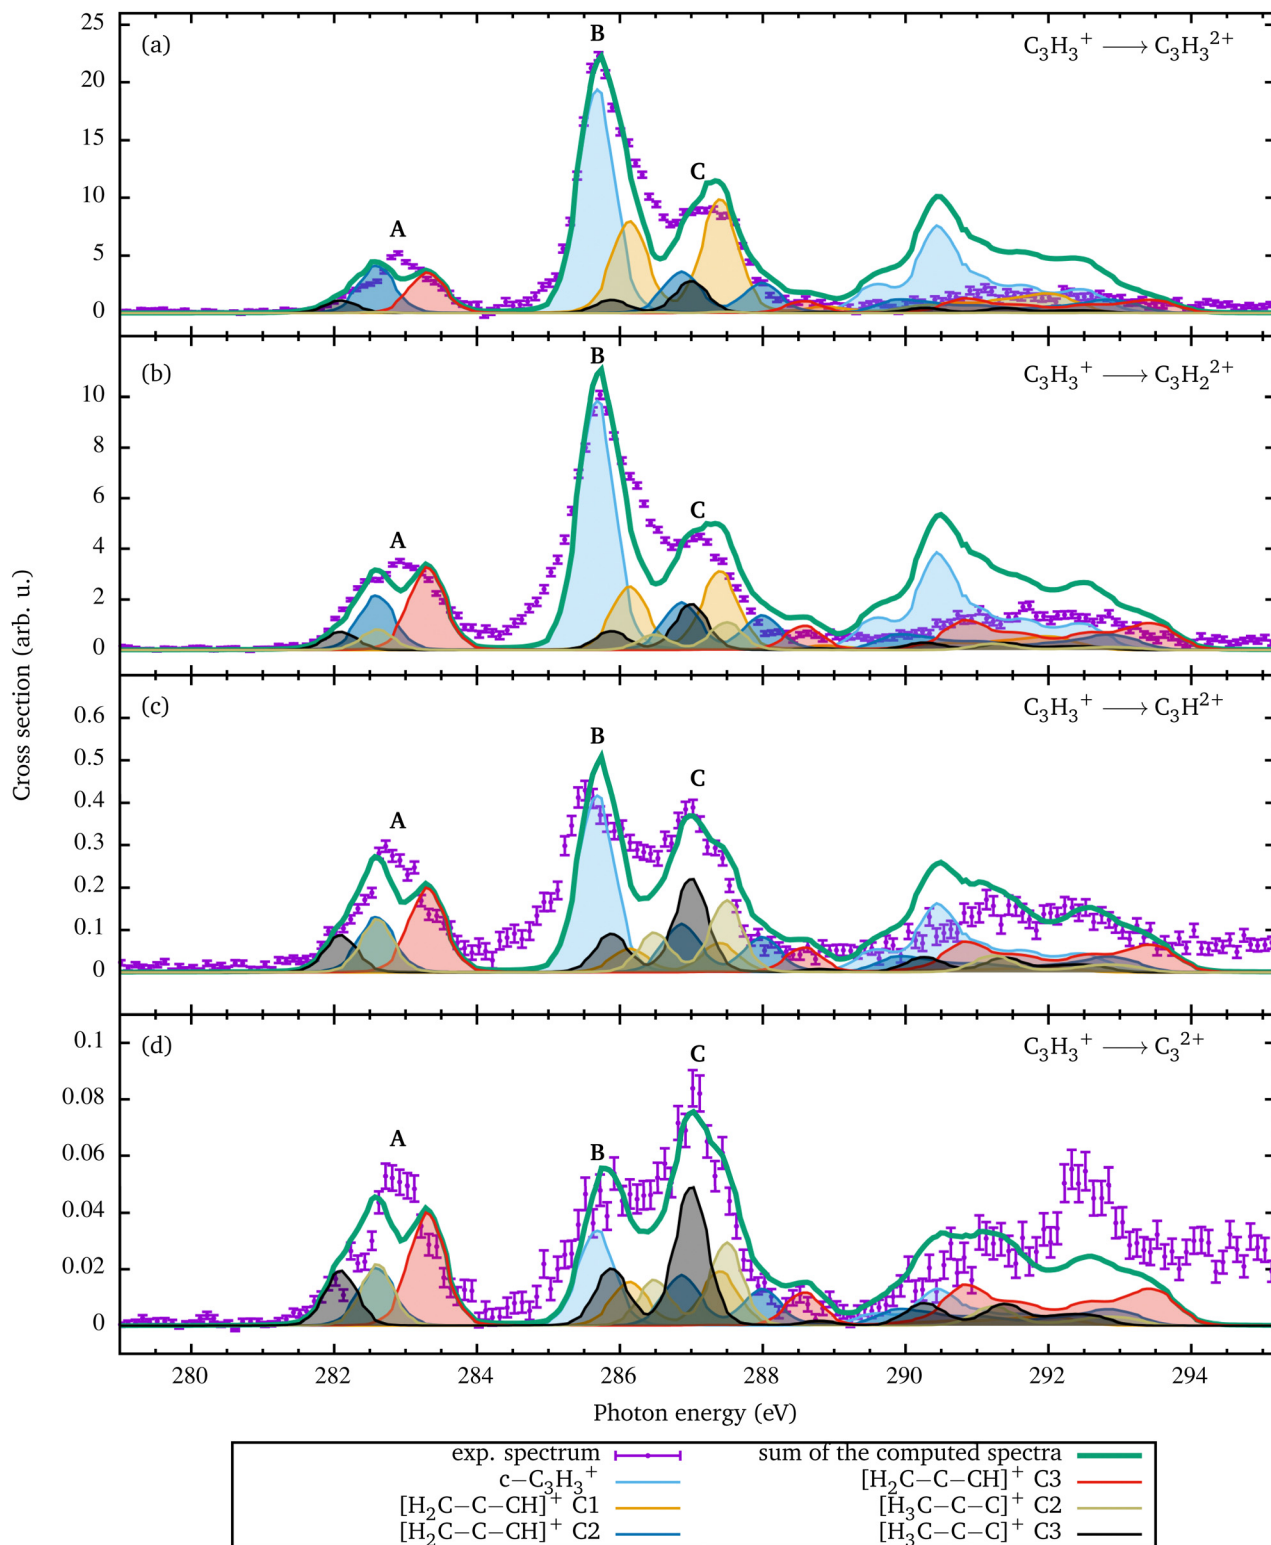 (a)
B
C₃H₃⁺ ⟶ C₃H₃²⁺
25
20
15
10
5
0
A
C
(b)
B
C₃H₃⁺ ⟶ C₃H₂²⁺
10
8
6
4
2
0
A
C
Cross section (arb. u.)
(c)
B
C₃H₃⁺ ⟶ C₃H²⁺
0.6
0.5
0.4
0.3
0.2
0.1
0
A
C
(d)
C
C₃H₃⁺ ⟶ C₃²⁺
0.1
0.08
0.06
0.04
0.02
0
A
B
280 282 284 286 288 290 292 294
Photon energy (eV)
exp. spectrum sum of the computed spectra
c−C₃H₃⁺ [H₂C−C−CH]⁺ C3
[H₂C−C−CH]⁺ C1 [H₃C−C−C]⁺ C2
[H₂C−C−CH]⁺ C2 [H₃C−C−C]⁺ C3